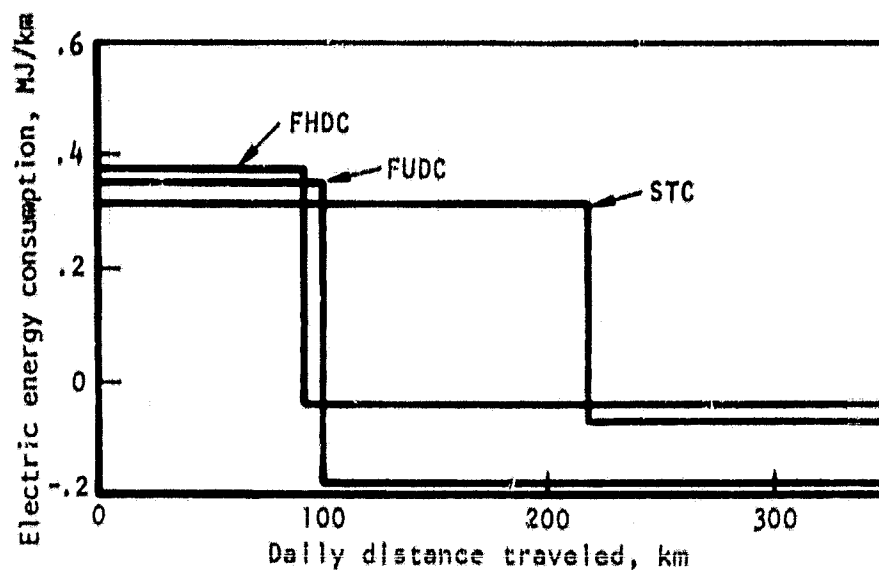 Electric energy consumption, MJ/km
.6
.4
.2
0
-.2
FHDC
FUDC
STC
0 100 200 300
Daily distance traveled, km